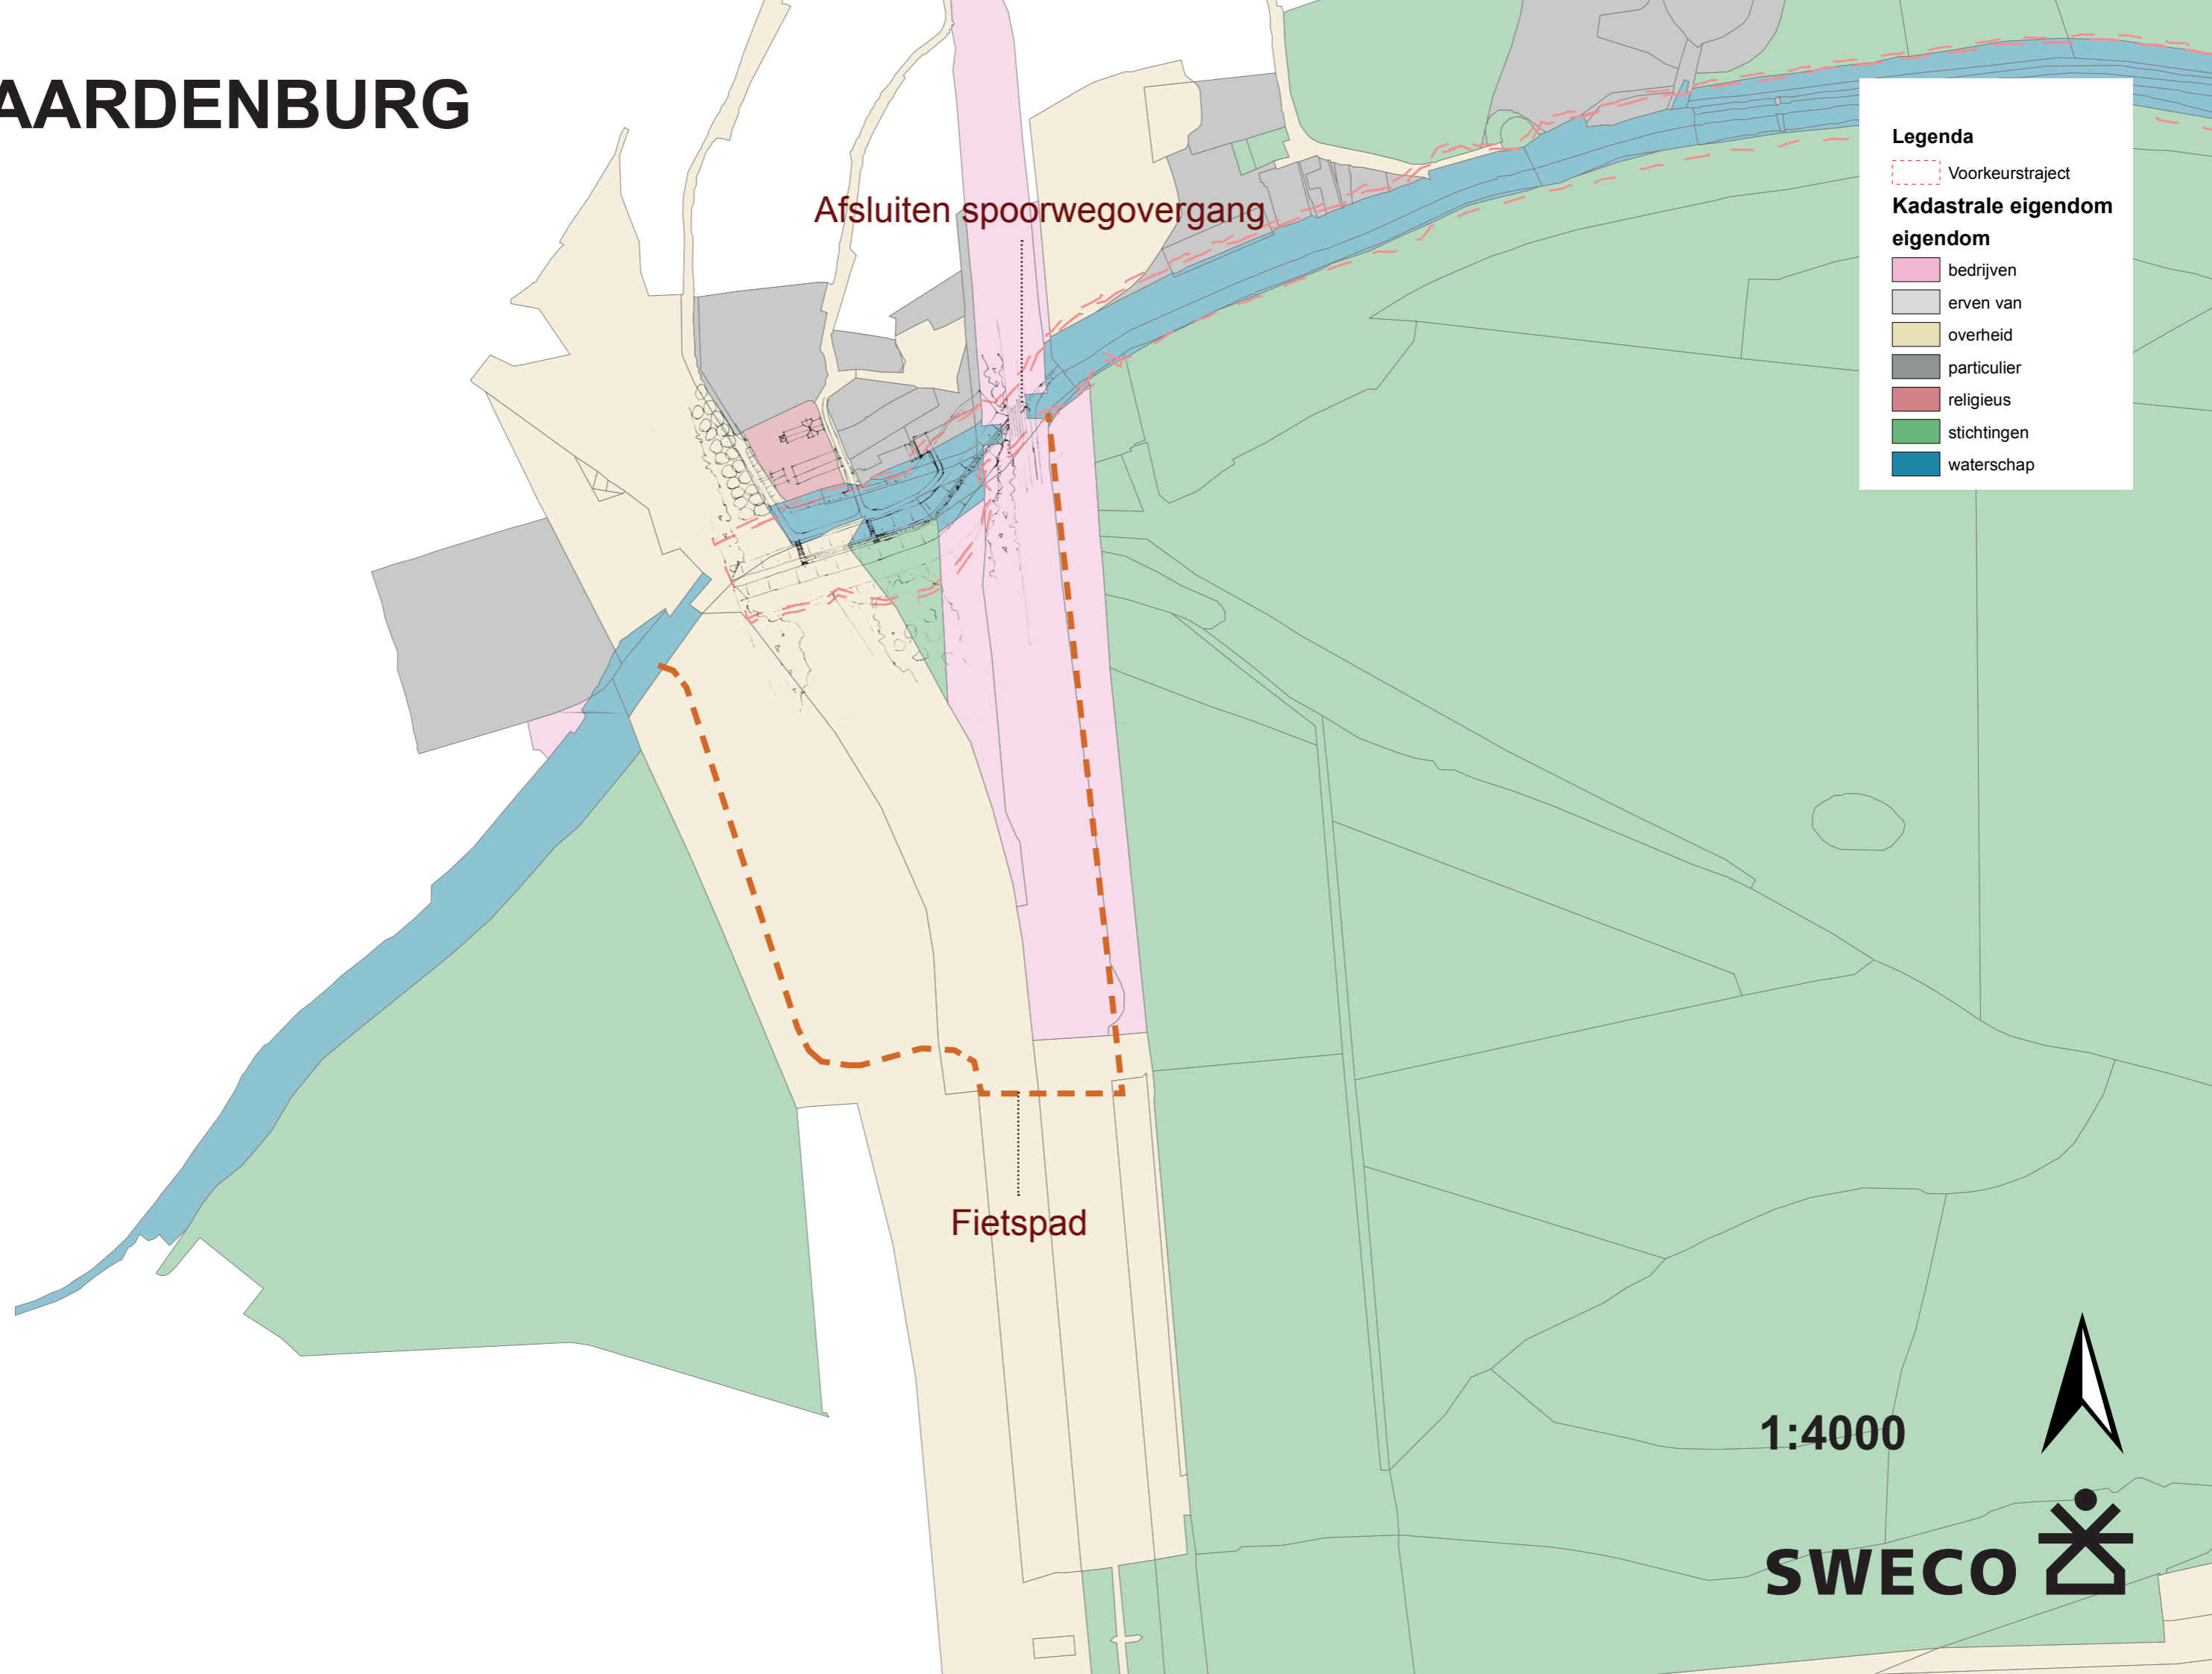 AARDENBURG
Afsluiten spoorwegovergang
Legenda
Voorkeurstraject
Kadastrale eigendom
eigendom
bedrijven
erven van
overheid
particulier
religieus
stichtingen
waterschap
Fietspad
1:4000
SWECO